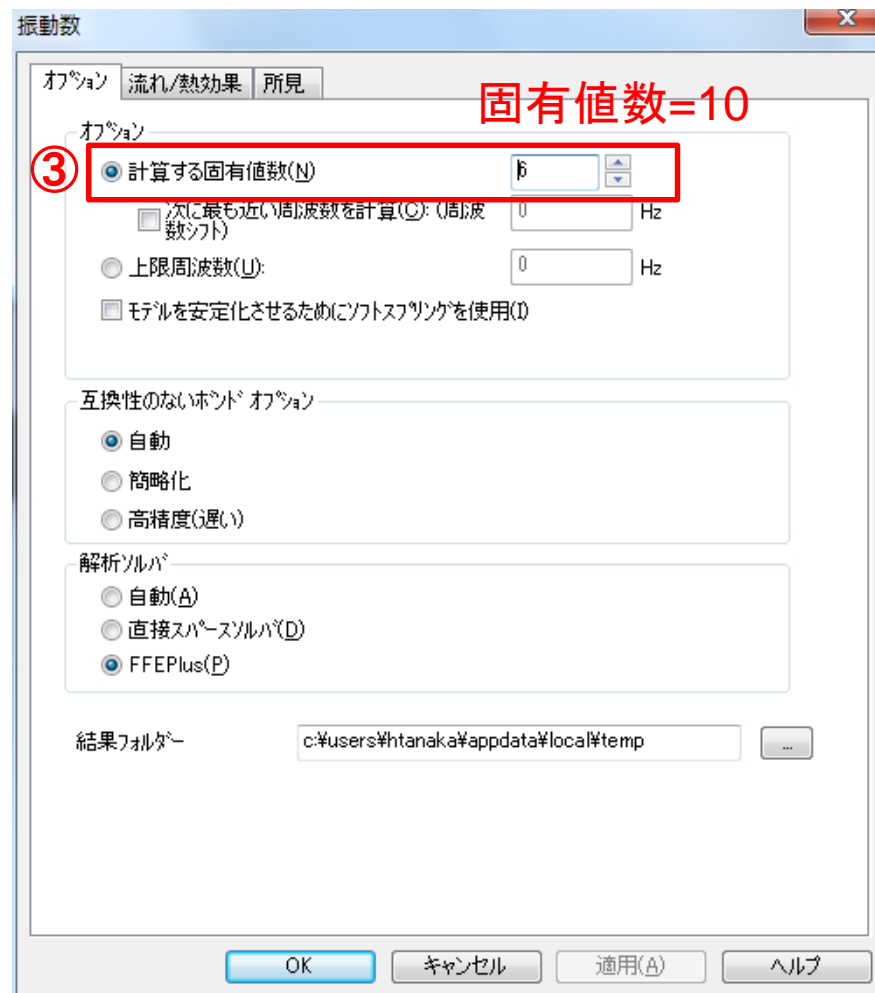 振動数
x
オプション 流れ/熱効果 所見
固有値数=10
オプション
③ 計算する固有値数(N) 6
次に最も近い周波数を計算(C): (周波 0 Hz
数シフト)
上限周波数(U): 0 Hz
モデルを安定化させるためにソフトスプリングを使用(I)
互換性のないボンド オプション
自動
簡略化
高精度(遅い)
解析ソルバ
自動(A)
直接スパースソルバ(D)
FFEPlus(P)
結果フォルダー c:¥users¥htanaka¥appdata¥local¥temp ...
OK キャンセル 適用(A) ヘルプ